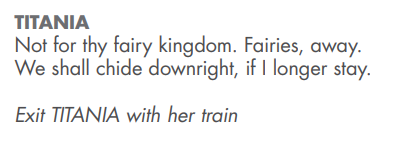 TITANIA
Not for thy fairy kingdom. Fairies, away.
We shall chide downright, if I longer stay.
Exit TITANIA with her train